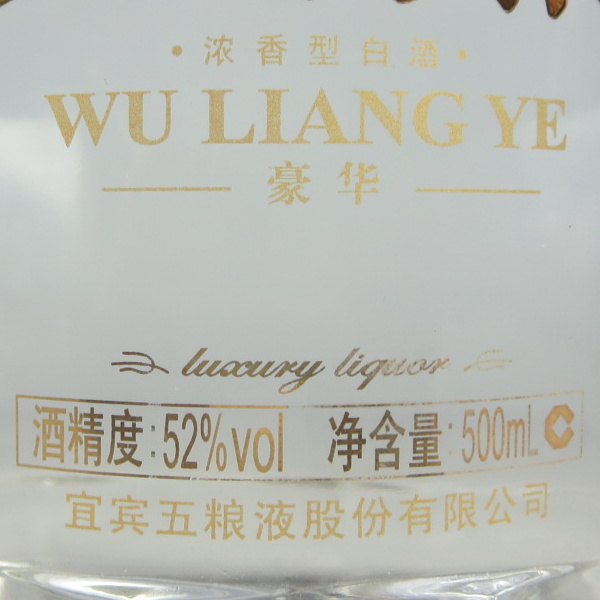 ·浓香型白酒·
WU LIANG YE
豪华
luxury liquor
酒精度:52%vol 净含量:500mL
宜宾五粮液股份有限公司